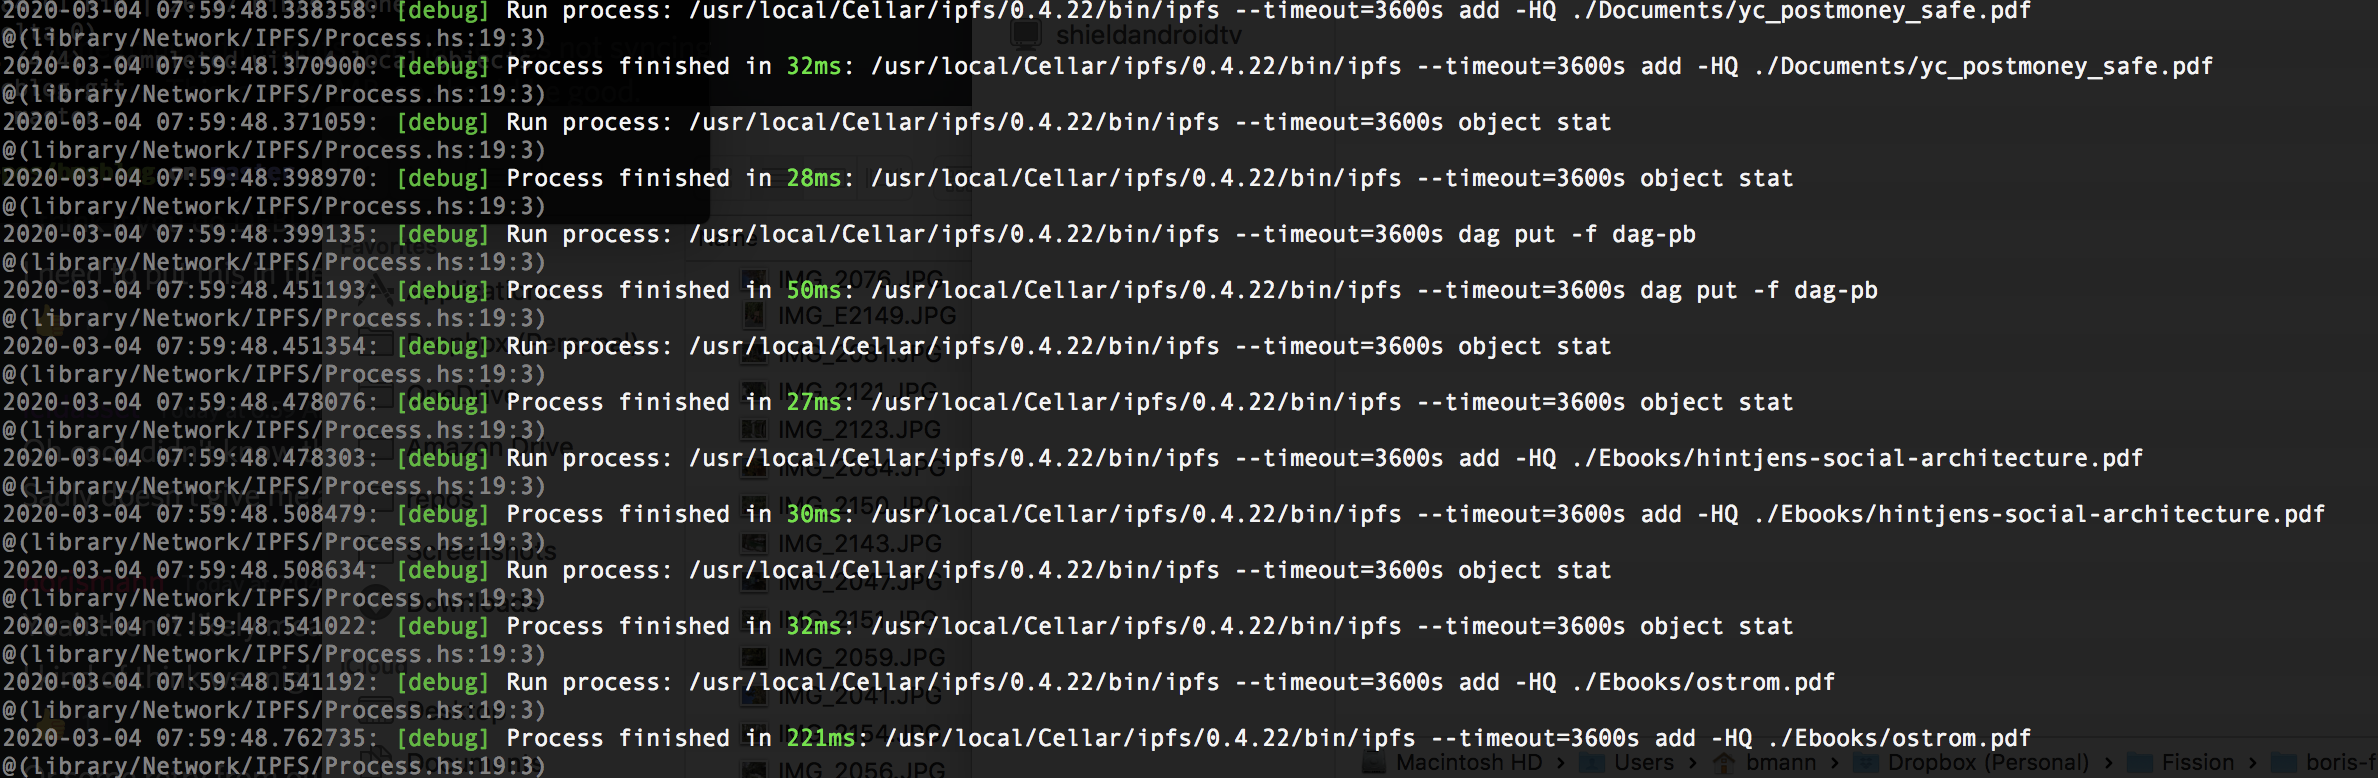 2020-03-04 07:59:48.338358: [debug] Run process: /usr/local/Cellar/ipfs/0.4.22/bin/ipfs --timeout=3600s add -HQ ./Documents/yc_postmoney_safe.pdf
@(library/Network/IPFS/Process.hs:19:3)
shieldandroidtv
2020-03-04 07:59:48.370900: [debug] Process finished in 32ms: /usr/local/Cellar/ipfs/0.4.22/bin/ipfs --timeout=3600s add -HQ ./Documents/yc_postmoney_safe.pdf
@(library/Network/IPFS/Process.hs:19:3)
2020-03-04 07:59:48.371059: [debug] Run process: /usr/local/Cellar/ipfs/0.4.22/bin/ipfs --timeout=3600s object stat
@(library/Network/IPFS/Process.hs:19:3)
2020-03-04 07:59:48.398970: [debug] Process finished in 28ms: /usr/local/Cellar/ipfs/0.4.22/bin/ipfs --timeout=3600s object stat
@(library/Network/IPFS/Process.hs:19:3)
2020-03-04 07:59:48.399135: [debug] Run process: /usr/local/Cellar/ipfs/0.4.22/bin/ipfs --timeout=3600s dag put -f dag-pb
Favorites
@(library/Network/IPFS/Process.hs:19:3)
IMG_2076.JPG
2020-03-04 07:59:48.451193: [debug] Process finished in 50ms: /usr/local/Cellar/ipfs/0.4.22/bin/ipfs --timeout=3600s dag put -f dag-pb
Applications
@(library/Network/IPFS/Process.hs:19:3)
IMG_E2149.JPG
2020-03-04 07:59:48.451354: [debug] Run process: /usr/local/Cellar/ipfs/0.4.22/bin/ipfs --timeout=3600s object stat
Dropbox (Personal)
IMG_2081.JPG
@(library/Network/IPFS/Process.hs:19:3)
OneDrive
IMG_2121.JPG
2020-03-04 07:59:48.478076: [debug] Process finished in 27ms: /usr/local/Cellar/ipfs/0.4.22/bin/ipfs --timeout=3600s object stat
@(library/Network/IPFS/Process.hs:19:3)
IMG_2123.JPG
Amazon Drive
2020-03-04 07:59:48.478303: [debug] Run process: /usr/local/Cellar/ipfs/0.4.22/bin/ipfs --timeout=3600s add -HQ ./Ebooks/hintjens-social-architecture.pdf
IMG_2084.JPG
@(library/Network/IPFS/Process.hs:19:3)
repos
IMG_2150.JPG
2020-03-04 07:59:48.508479: [debug] Process finished in 30ms: /usr/local/Cellar/ipfs/0.4.22/bin/ipfs --timeout=3600s add -HQ ./Ebooks/hintjens-social-architecture.pdf
@(library/Network/IPFS/Process.hs:19:3)
Screenshots
IMG_2143.JPG
2020-03-04 07:59:48.508634: [debug] Run process: /usr/local/Cellar/ipfs/0.4.22/bin/ipfs --timeout=3600s object stat
IMG_2047.JPG
@(library/Network/IPFS/Process.hs:19:3)
Downloads
IMG_2151.JPG
2020-03-04 07:59:48.541022: [debug] Process finished in 32ms: /usr/local/Cellar/ipfs/0.4.22/bin/ipfs --timeout=3600s object stat
@(library/Network/IPFS/Process.hs:19:3)
iCloud
IMG_2059.JPG
2020-03-04 07:59:48.541192: [debug] Run process: /usr/local/Cellar/ipfs/0.4.22/bin/ipfs --timeout=3600s add -HQ ./Ebooks/ostrom.pdf
IMG_2041.JPG
@(library/Network/IPFS/Process.hs:19:3)
Desktop
IMG_2154.JPG
2020-03-04 07:59:48.762735: [debug] Process finished in 221ms: /usr/local/Cellar/ipfs/0.4.22/bin/ipfs --timeout=3600s add -HQ ./Ebooks/ostrom.pdf
@(library/Network/IPFS/Process.hs:19:3)
Documents
IMG_2056.JPG
Macintosh HD > Users > bmann > Dropbox (Personal) > Fission > boris-f